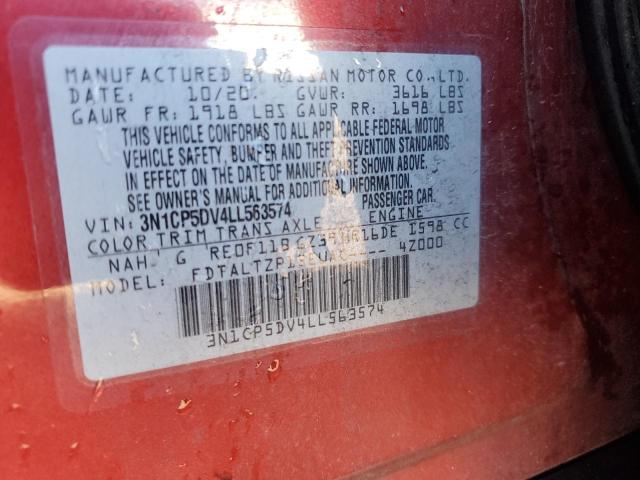 MANUFACTURED BY NISSAN MOTOR CO., LTD.
DATE: 10/20 GVWR: 3616 LBS
GAWR FR: 1918 LBS GAWR RR: 1698 LBS
THIS VEHICLE CONFORMS TO ALL APPLICABLE FEDERAL MOTOR
VEHICLE SAFETY, BUMPER AND THEFT PREVENTION STANDARDS
IN EFFECT ON THE DATE OF MANUFACTURE SHOWN ABOVE.
SEE OWNER'S MANUAL FOR ADDITIONAL INFORMATION.
VIN: 3N1CP5DV4LL563574 PASSENGER CAR.
COLOR TRIM TRANS AXLE ENGINE
NAH G RE0F11B 1598 CC
MODEL: 4Z000
3N1CP5DV4LL563574